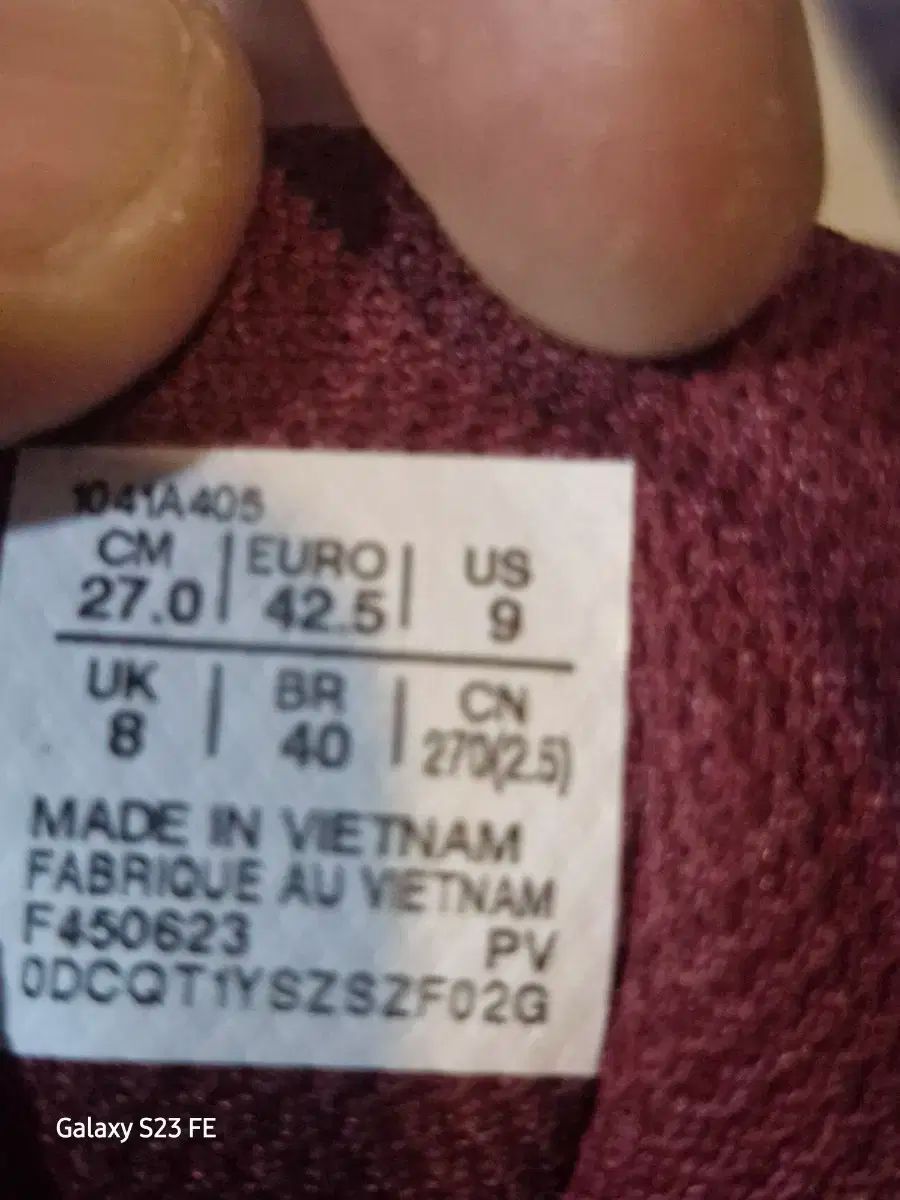 1041A405
CM | EURO | US
27.0 | 42.5 | 9
UK | BR | CN
8 | 40 | 270(2.5)
MADE IN VIETNAM
FABRIQUE AU VIETNAM
F450623 PV
0DCQT1YSZSZF02G
Galaxy S23 FE